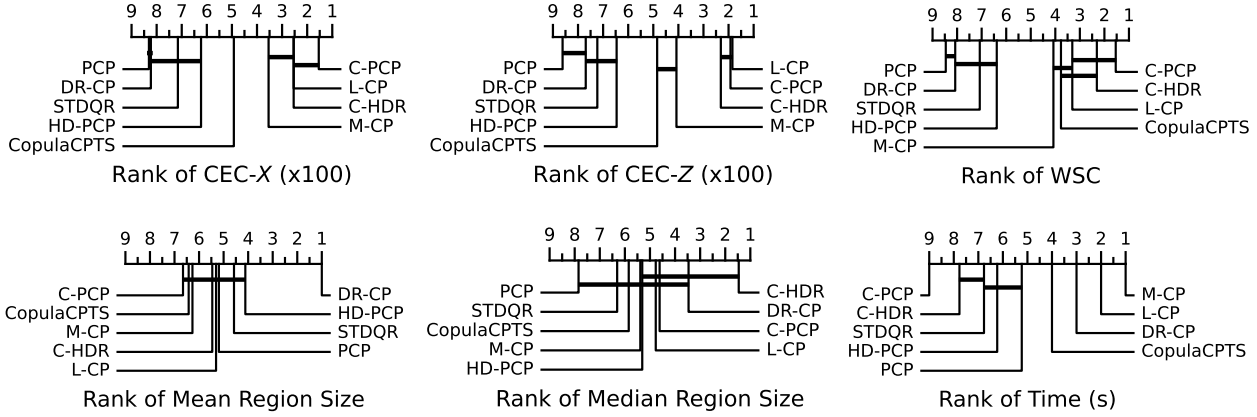 9 8 7 6 5 4 3 2 1
PCP
DR-CP
STDQR
HD-PCP
CopulaCPTS
C-PCP
L-CP
C-HDR
M-CP
Rank of CEC-X (x100)
9 8 7 6 5 4 3 2 1
PCP
DR-CP
STDQR
HD-PCP
CopulaCPTS
L-CP
C-PCP
C-HDR
M-CP
Rank of CEC-Z (x100)
9 8 7 6 5 4 3 2 1
PCP
DR-CP
STDQR
HD-PCP
M-CP
C-PCP
C-HDR
L-CP
CopulaCPTS
Rank of WSC
9 8 7 6 5 4 3 2 1
C-PCP
CopulaCPTS
M-CP
C-HDR
L-CP
DR-CP
HD-PCP
STDQR
PCP
Rank of Mean Region Size
9 8 7 6 5 4 3 2 1
PCP
STDQR
CopulaCPTS
M-CP
HD-PCP
C-HDR
DR-CP
C-PCP
L-CP
Rank of Median Region Size
9 8 7 6 5 4 3 2 1
C-PCP
C-HDR
STDQR
HD-PCP
PCP
M-CP
L-CP
DR-CP
CopulaCPTS
Rank of Time (s)